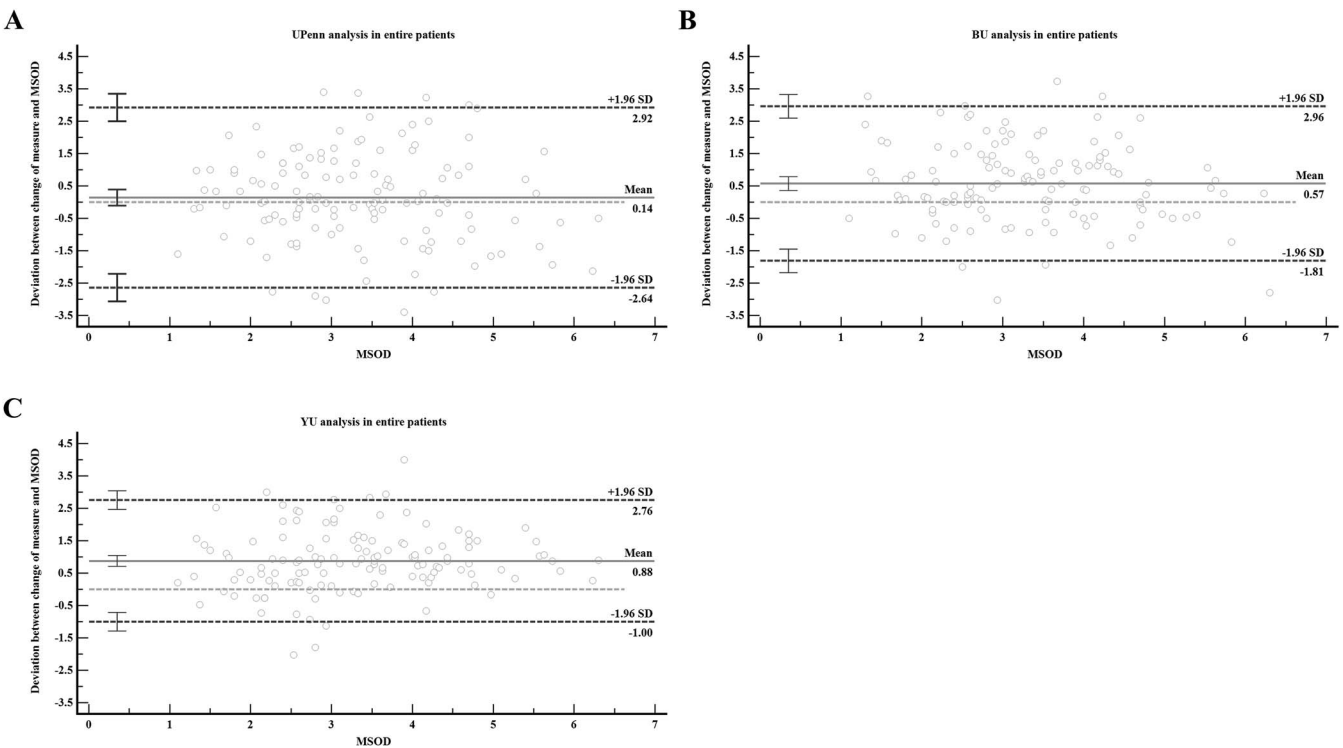 A
UPenn analysis in entire patients
Deviation between change of measure and MSOD
4.5
3.5
2.5
1.5
0.5
-0.5
-1.5
-2.5
-3.5
+1.96 SD
2.92
Mean
0.14
-1.96 SD
-2.64
0 1 2 3 4 5 6 7
MSOD
B
BU analysis in entire patients
Deviation between change of measure and MSOD
4.5
3.5
2.5
1.5
0.5
-0.5
-1.5
-2.5
-3.5
+1.96 SD
2.96
Mean
0.57
-1.96 SD
-1.81
0 1 2 3 4 5 6 7
MSOD
C
YU analysis in entire patients
Deviation between change of measure and MSOD
4.5
3.5
2.5
1.5
0.5
-0.5
-1.5
-2.5
-3.5
+1.96 SD
2.76
Mean
0.88
-1.96 SD
-1.00
0 1 2 3 4 5 6 7
MSOD